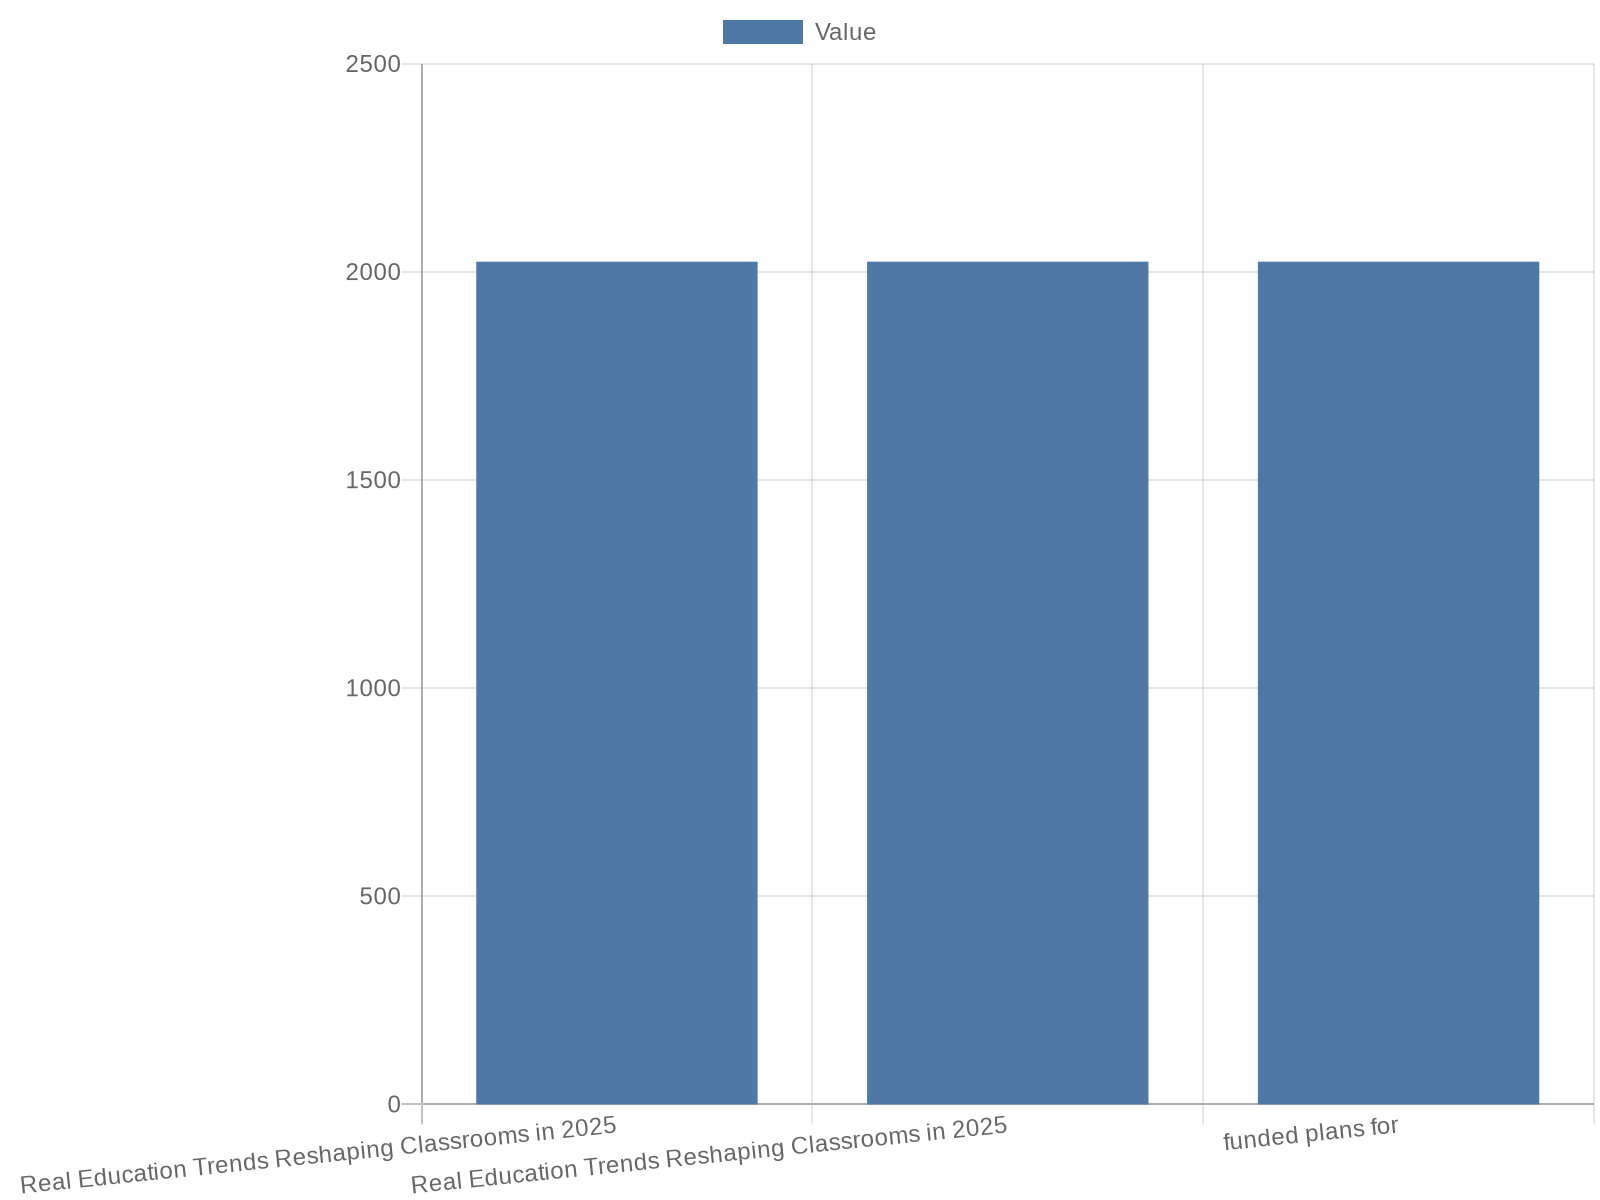 Value
2500
2000
1500
1000
500
0
Real Education Trends Reshaping Classrooms in 2025
Real Education Trends Reshaping Classrooms in 2025
funded plans for